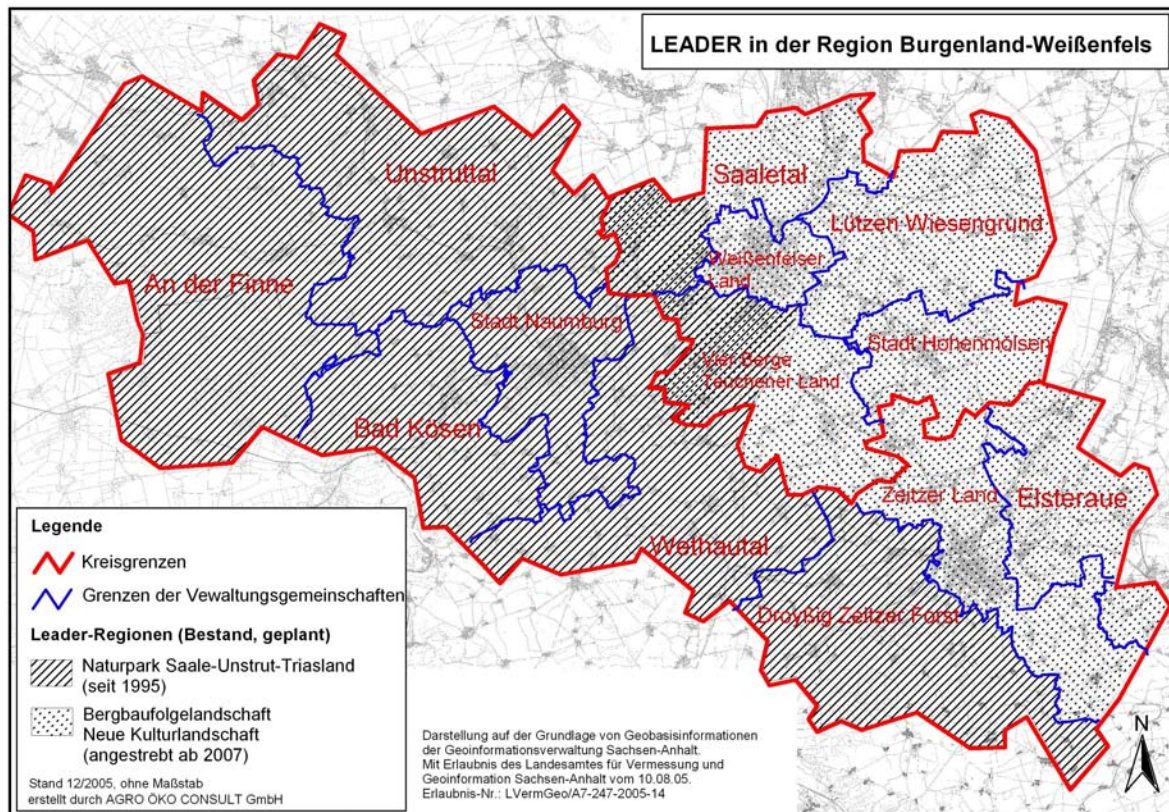 LEADER in der Region Burgenland-Weißenfels
Unstruttal
Saaletal
Lützen Wiesengrund
An der Finne
Weißenfelser
Land
Stadt Naumburg
Stadt Hohenmölsen
Vier Berge
Teuchener Land
Bad Kösen
Zeitzer Land
Elsteraue
Wethautal
Droyßig Zeitzer Forst
Legende
Kreisgrenzen
Grenzen der Vewaltungsgemeinschaften
Leader-Regionen (Bestand, geplant)
Naturpark Saale-Unstrut-Triasland
(seit 1995)
Bergbaufolgelandschaft
Neue Kulturlandschaft
(angestrebt ab 2007)
Stand 12/2005, ohne Maßstab
erstellt durch AGRO ÖKO CONSULT GmbH
Darstellung auf der Grundlage von Geobasisinformationen
der Geoinformationsverwaltung Sachsen-Anhalt.
Mit Erlaubnis des Landesamtes für Vermessung und
Geoinformation Sachsen-Anhalt vom 10.08.05.
Erlaubnis-Nr.: LVermGeo/A7-247-2005-14
N